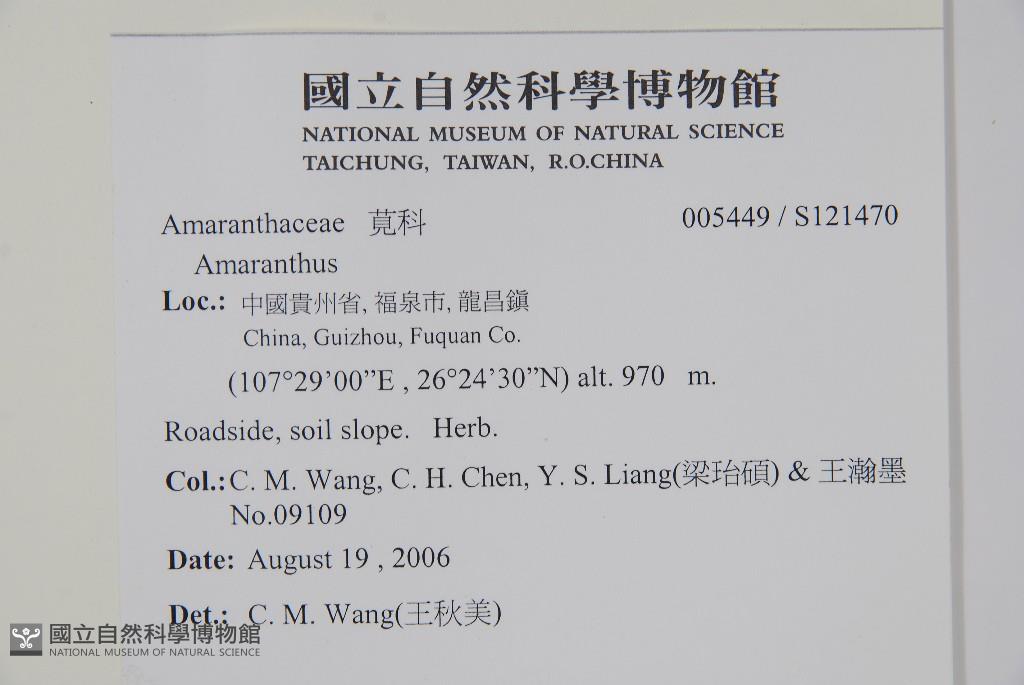 國立自然科學博物館
NATIONAL MUSEUM OF NATURAL SCIENCE
TAICHUNG, TAIWAN, R.O.CHINA
Amaranthaceae 莧科 005449 / S121470
Amaranthus
Loc.: 中國貴州省, 福泉市, 龍昌鎮
China, Guizhou, Fuquan Co.
(107°29’00”E , 26°24’30”N) alt. 970 m.
Roadside, soil slope. Herb.
Col.: C. M. Wang, C. H. Chen, Y. S. Liang(梁珆碩) & 王瀚墨
No.09109
Date: August 19 , 2006
Det.: C. M. Wang(王秋美)
國立自然科學博物館
NATIONAL MUSEUM OF NATURAL SCIENCE